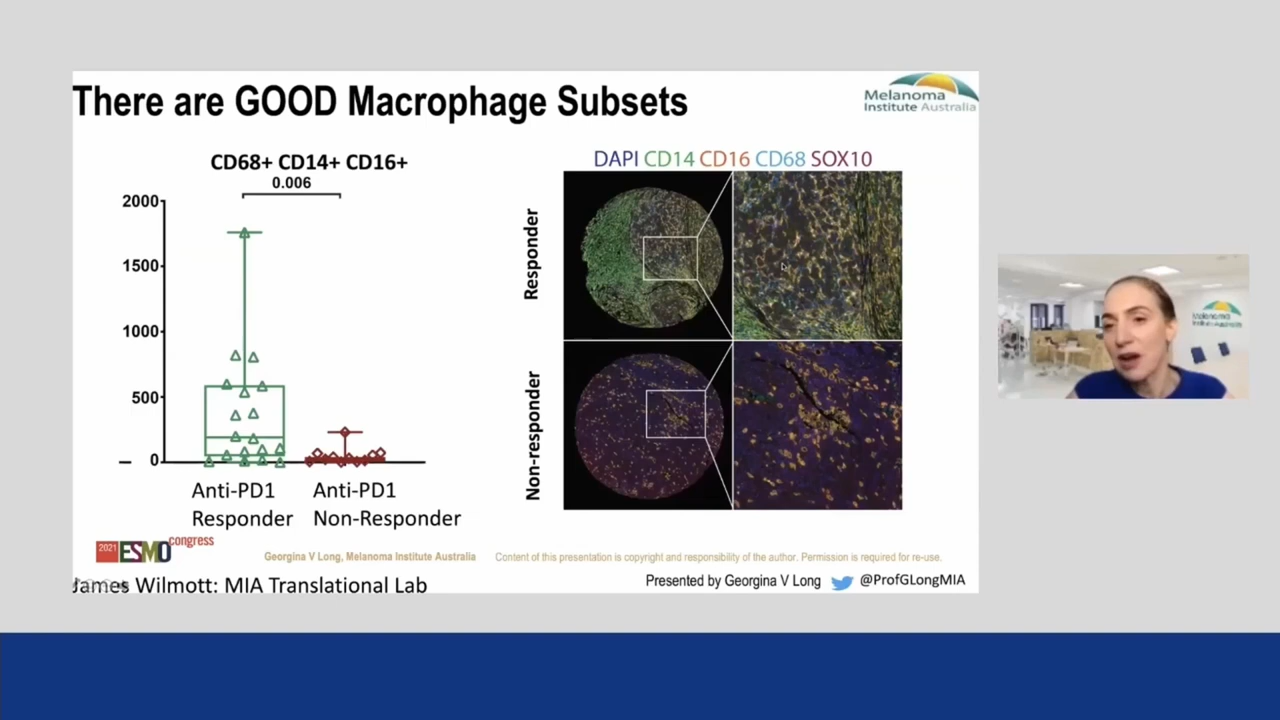 There are GOOD Macrophage Subsets
Melanoma
Institute Australia
CD68+ CD14+ CD16+
0.006
2000
1500
1000
500
0
Anti-PD1
Responder
Anti-PD1
Non-Responder
DAPI CD14 CD16 CD68 SOX10
Responder
Non-responder
2021 ESMO congress
Georgina V Long, Melanoma Institute Australia
Content of this presentation is copyright and responsibility of the author. Permission is required for re-use.
James Wilmott: MIA Translational Lab
Presented by Georgina V Long
@ProfGLongMIA
Melanoma
Institute Australia